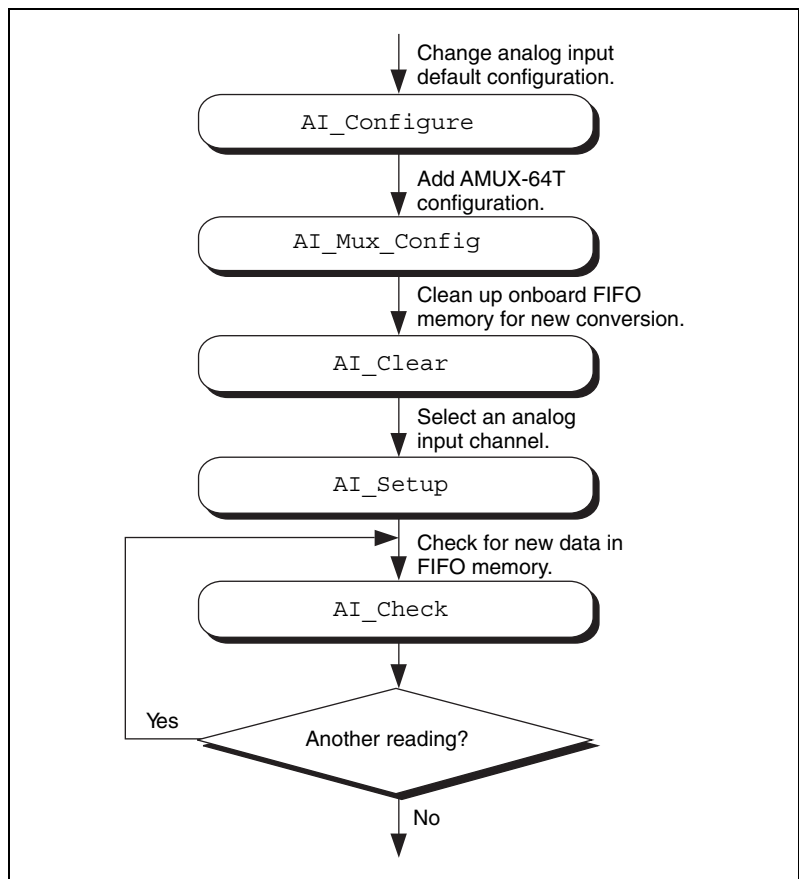 Change analog input
default configuration.
AI_Configure
Add AMUX-64T
configuration.
AI_Mux_Config
Clean up onboard FIFO
memory for new conversion.
AI_Clear
Select an analog
input channel.
AI_Setup
Check for new data in
FIFO memory.
AI_Check
Yes
Another reading?
No